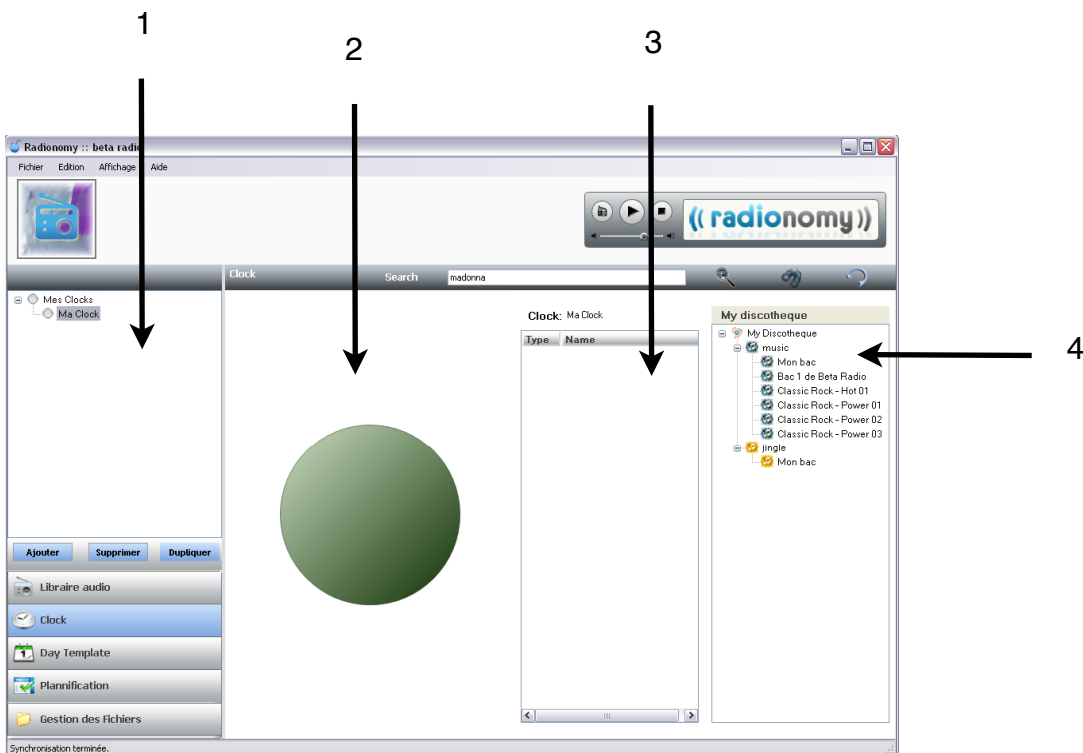 1
2
3
Radionomy :: beta radio
Fichier Edition Affichage Aide
(( radionomy ))
Clock Search madonna
Mes Clocks
Ma Clock
Clock: Ma Clock
Type Name
My discotheque
My Discotheque
music
Mon bac
Bac 1 de Beta Radio
Classic Rock - Hot 01
Classic Rock - Power 01
Classic Rock - Power 02
Classic Rock - Power 03
jingle
Mon bac
4
Ajouter Supprimer Dupliquer
Libraire audio
Clock
1 Day Template
Plannification
Gestion des Fichiers
Synchronisation terminée.